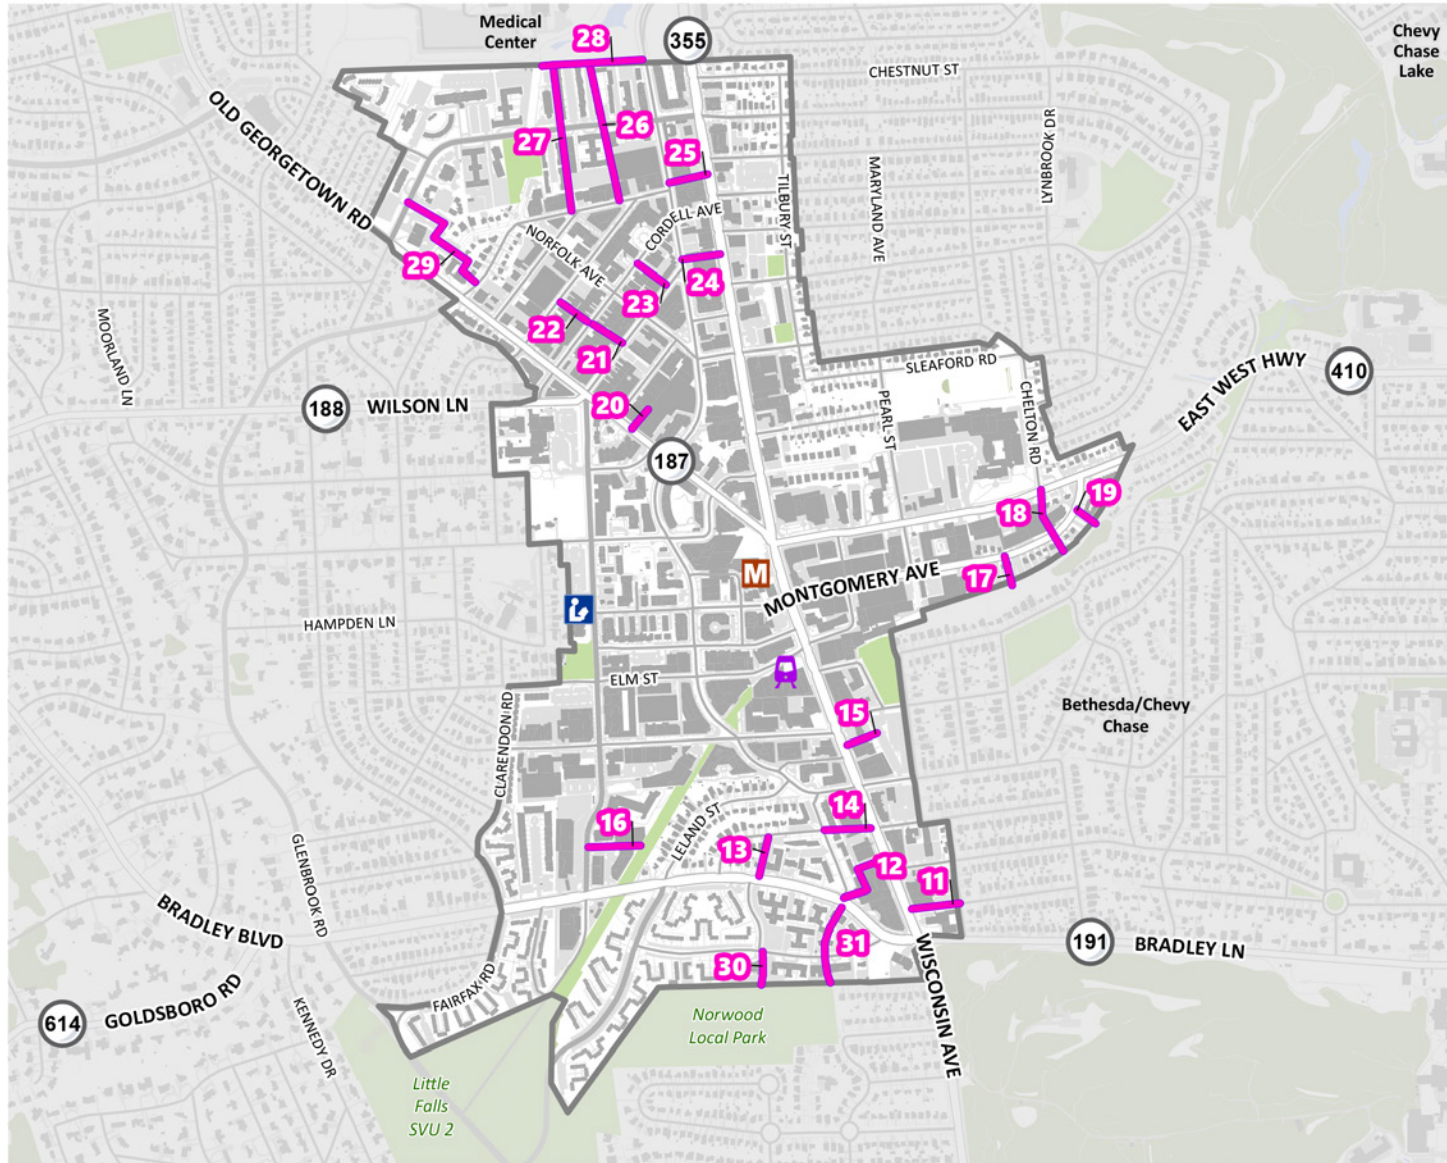 Medical
Center
28
355
Chevy
Chase
Lake
CHESTNUT ST
OLD GEORGETOWN RD
27
26
25
LYNBROOK DR
MARYLAND AVE
TILBURY ST
CORDELL AVE
NORFOLK AVE
29
24
23
22
21
MOORLAND LN
SLEAFORD RD
EAST WEST HWY
410
188
WILSON LN
20
PEARL ST
CHELTON RD
187
19
18
M
MONTGOMERY AVE
17
HAMPDEN LN
ELM ST
CLARENDON RD
15
Bethesda/Chevy
Chase
14
16
LELAND ST
13
12
11
GLENBROOK RD
BRADLEY BLVD
191
BRADLEY LN
31
30
WISCONSIN AVE
FAIRFAX RD
614
GOLDSBORO RD
KENNEDY DR
Norwood
Local Park
Little
Falls
SVU 2